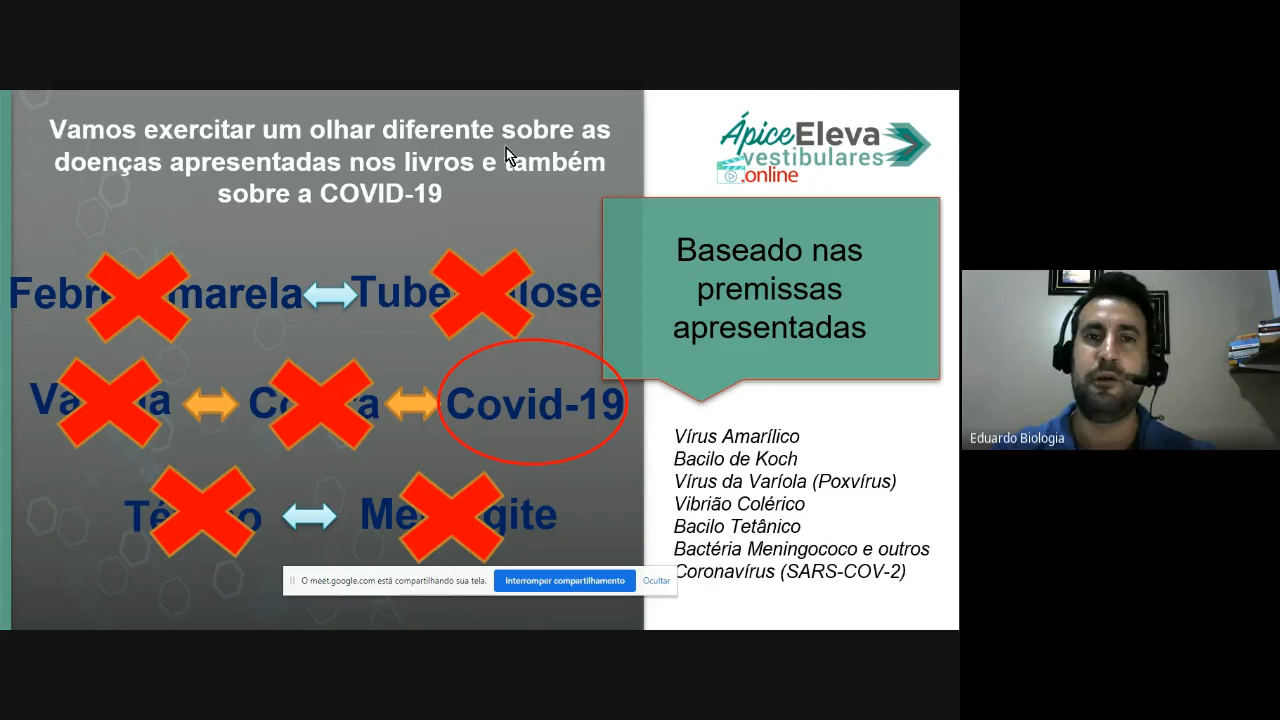 Vamos exercitar um olhar diferente sobre as
doenças apresentadas nos livros e também
sobre a COVID-19
ÁpiceEleva
vestibulares
.online
Baseado nas
premissas
apresentadas
Covid-19
Vírus Amarílico
Bacilo de Koch
Vírus da Varíola (Poxvírus)
Vibrião Colérico
Bacilo Tetânico
Bactéria Meningococo e outros
Coronavírus (SARS-COV-2)
O meet.google.com está compartilhando sua tela.
Interromper compartilhamento
Ocultar
Eduardo Biologia